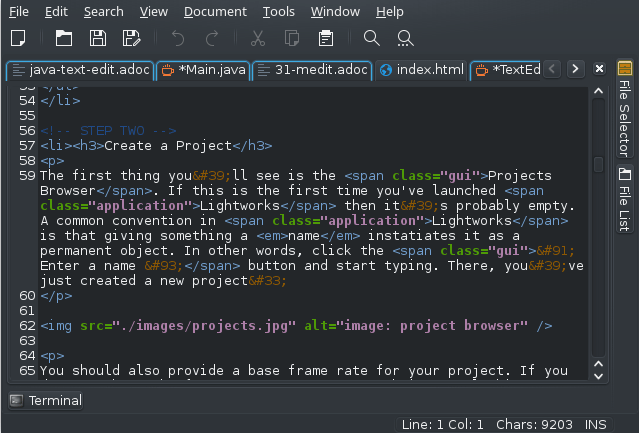 File Edit Search View Document Tools Window Help
java-text-edit.adoc *Main.java 31-medit.adoc index.html *TextEd
53 </ul>
54 </li>
55
56 <!-- STEP TWO -->
57 <li><h3>Create a Project</h3>
58 <p>
59 The first thing you&#39;ll see is the <span class="gui">Projects
Browser</span>. If this is the first time you've launched <span
class="application">Lightworks</span> then it&#39;s probably empty.
A common convention in <span class="application">Lightworks</span>
is that giving something a <em>name</em> instatiates it as a
permanent object. In other words, click the <span class="gui">&#91;
Enter a name &#93;</span> button and start typing. There, you&#39;ve
just created a new project&#33;
60 </p>
61
62 <img src="./images/projects.jpg" alt="image: project browser" />
63
64 <p>
65 You should also provide a base frame rate for your project. If you
File Selector
File List
Terminal
Line: 1 Col: 1 Chars: 9203 INS